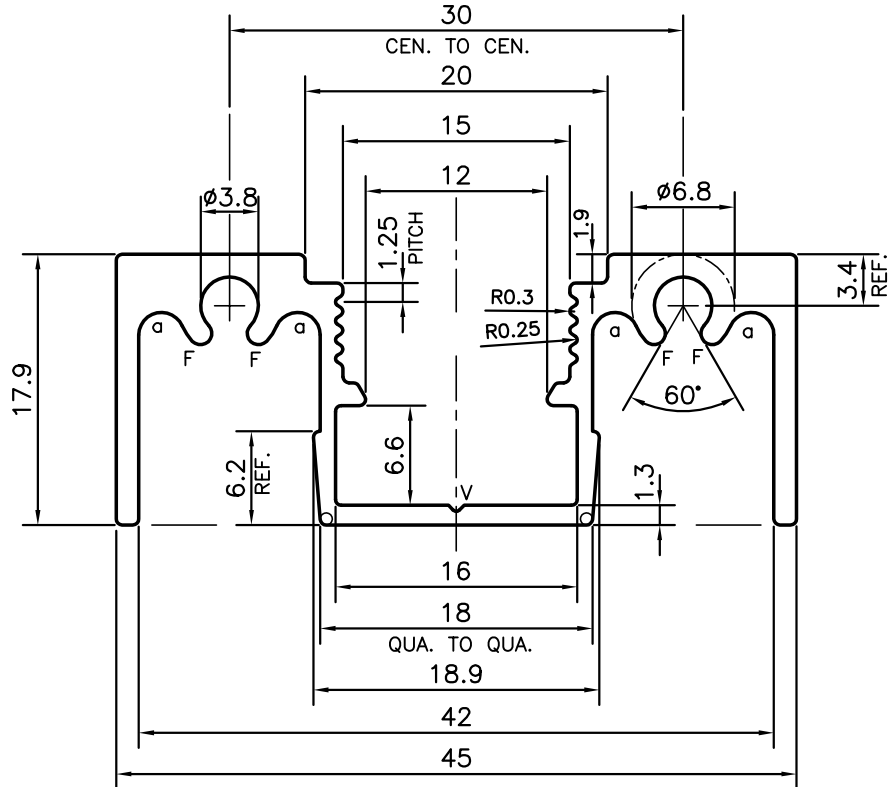 30
CEN. TO CEN.
20
15
12
ø3.8
ø6.8
1.25
PITCH
1.9
3.4
REF.
R0.3
R0.25
a
a
a
a
F
F
F
F
60°
17.9
6.2
REF.
6.6
V
1.3
16
18
QUA. TO QUA.
18.9
42
45